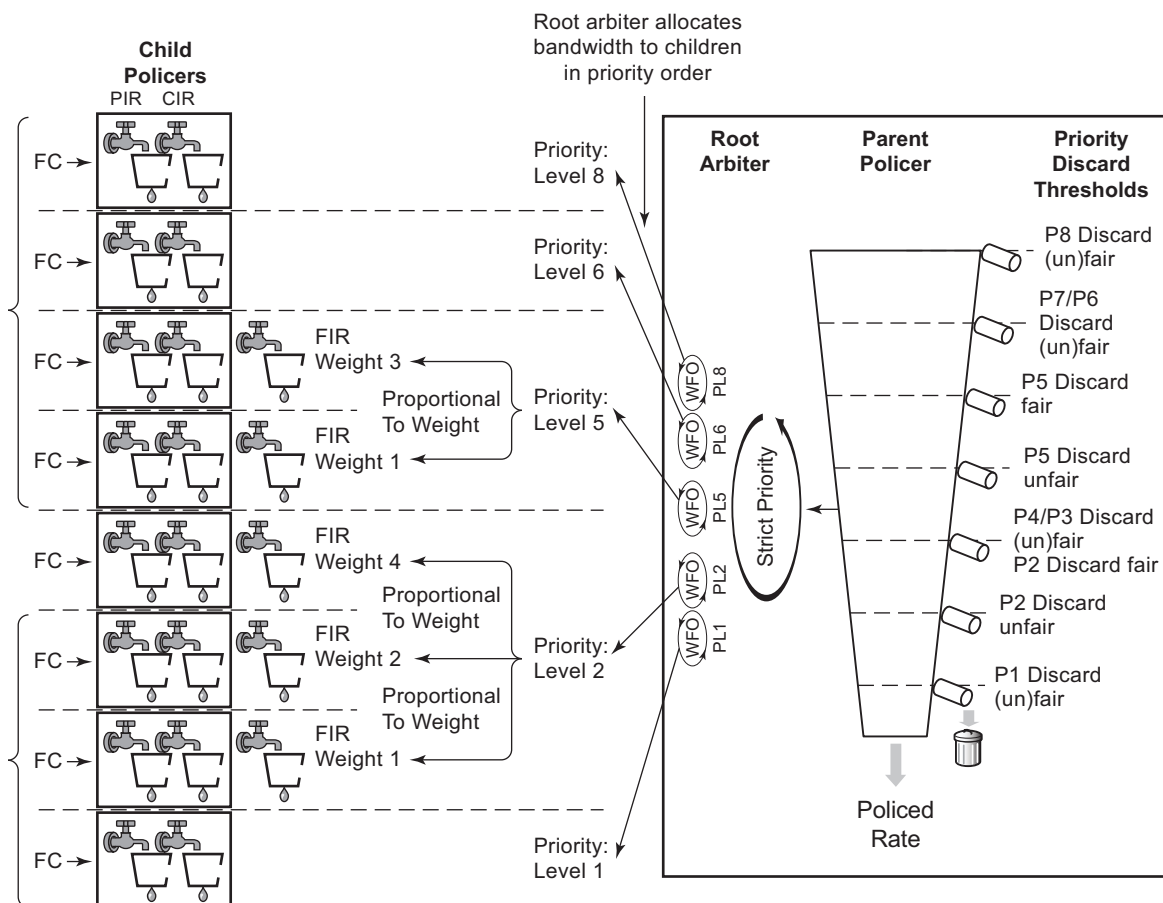 Root arbiter allocates
bandwidth to children
in priority order
Child
Policers
PIR CIR
FC
FC
FC
FC
FC
FC
FC
FC
FIR
Weight 3
FIR
Weight 1
FIR
Weight 4
FIR
Weight 2
FIR
Weight 1
Proportional
To Weight
Proportional
To Weight
Proportional
To Weight
Priority:
Level 8
Priority:
Level 6
Priority:
Level 5
Priority:
Level 2
Priority:
Level 1
Root
Arbiter
WFO
PL8
WFO
PL6
WFO
PL5
WFO
PL2
WFO
PL1
Strict Priority
Parent
Policer
Policed
Rate
Priority
Discard
Thresholds
P8 Discard
(un)fair
P7/P6
Discard
(un)fair
P5 Discard
fair
P5 Discard
unfair
P4/P3 Discard
(un)fair
P2 Discard fair
P2 Discard
unfair
P1 Discard
(un)fair